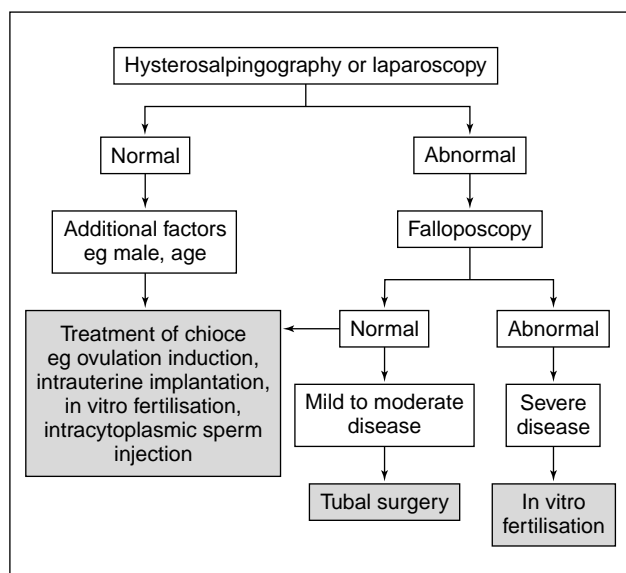 Hysterosalpingography or laparoscopy
Normal
Abnormal
Additional factors
eg male, age
Falloposcopy
Treatment of chioce
eg ovulation induction,
intrauterine implantation,
in vitro fertilisation,
intracytoplasmic sperm
injection
Normal
Abnormal
Mild to moderate
disease
Severe
disease
Tubal surgery
In vitro
fertilisation